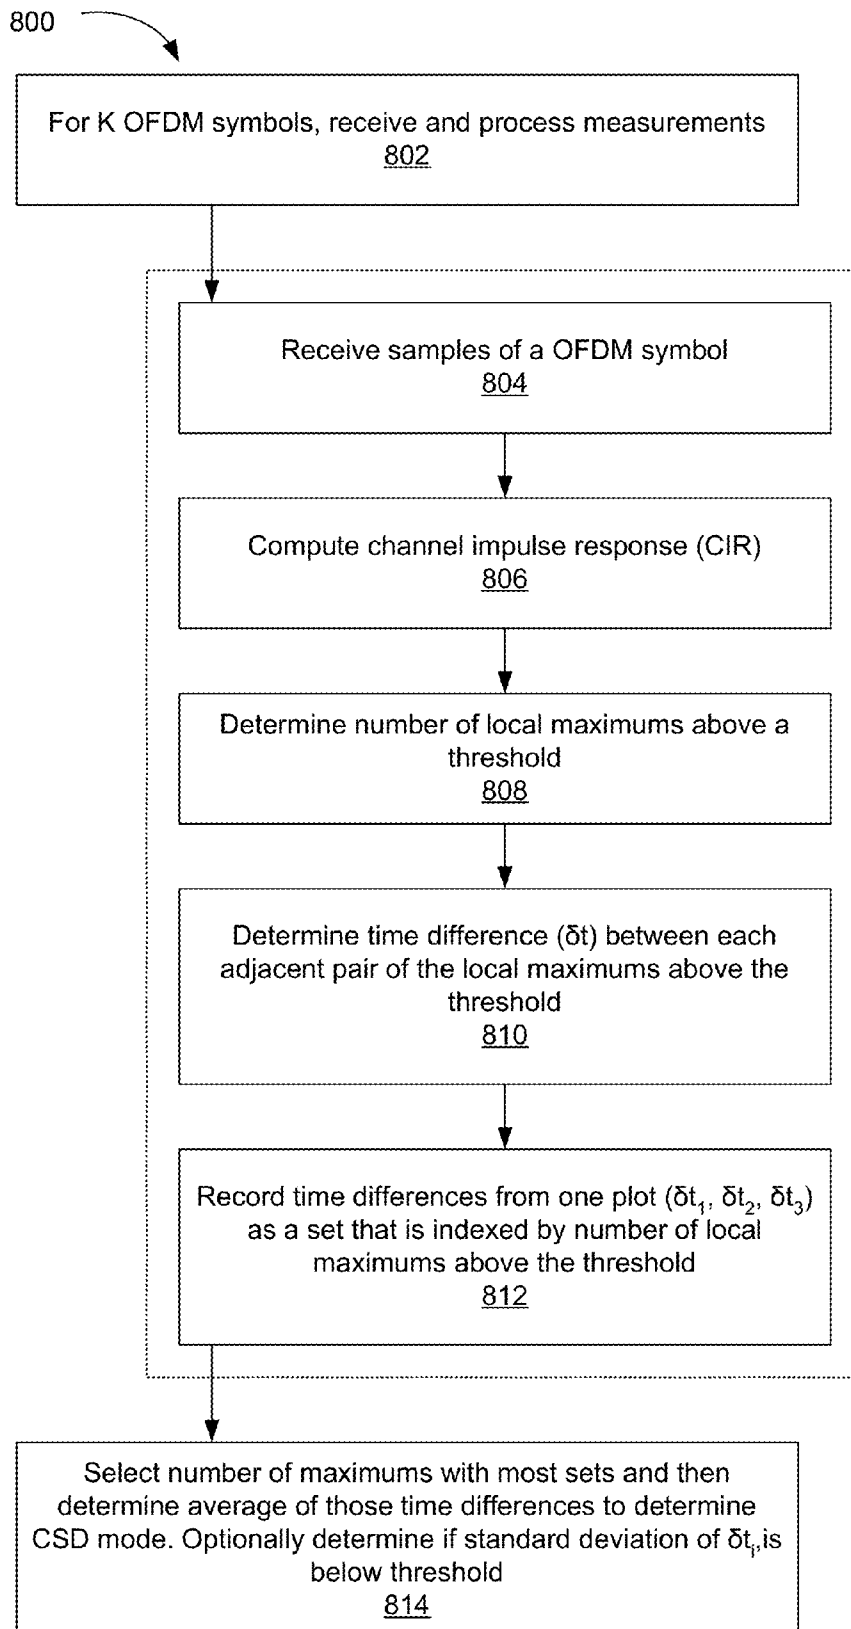 800
For K OFDM symbols, receive and process measurements
802
Receive samples of a OFDM symbol
804
Compute channel impulse response (CIR)
806
Determine number of local maximums above a
threshold
808
Determine time difference (δt) between each
adjacent pair of the local maximums above the
threshold
810
Record time differences from one plot (δt₁, δt₂, δt₃)
as a set that is indexed by number of local
maximums above the threshold
812
Select number of maximums with most sets and then
determine average of those time differences to determine
CSD mode. Optionally determine if standard deviation of δtᵢ,is
below threshold
814